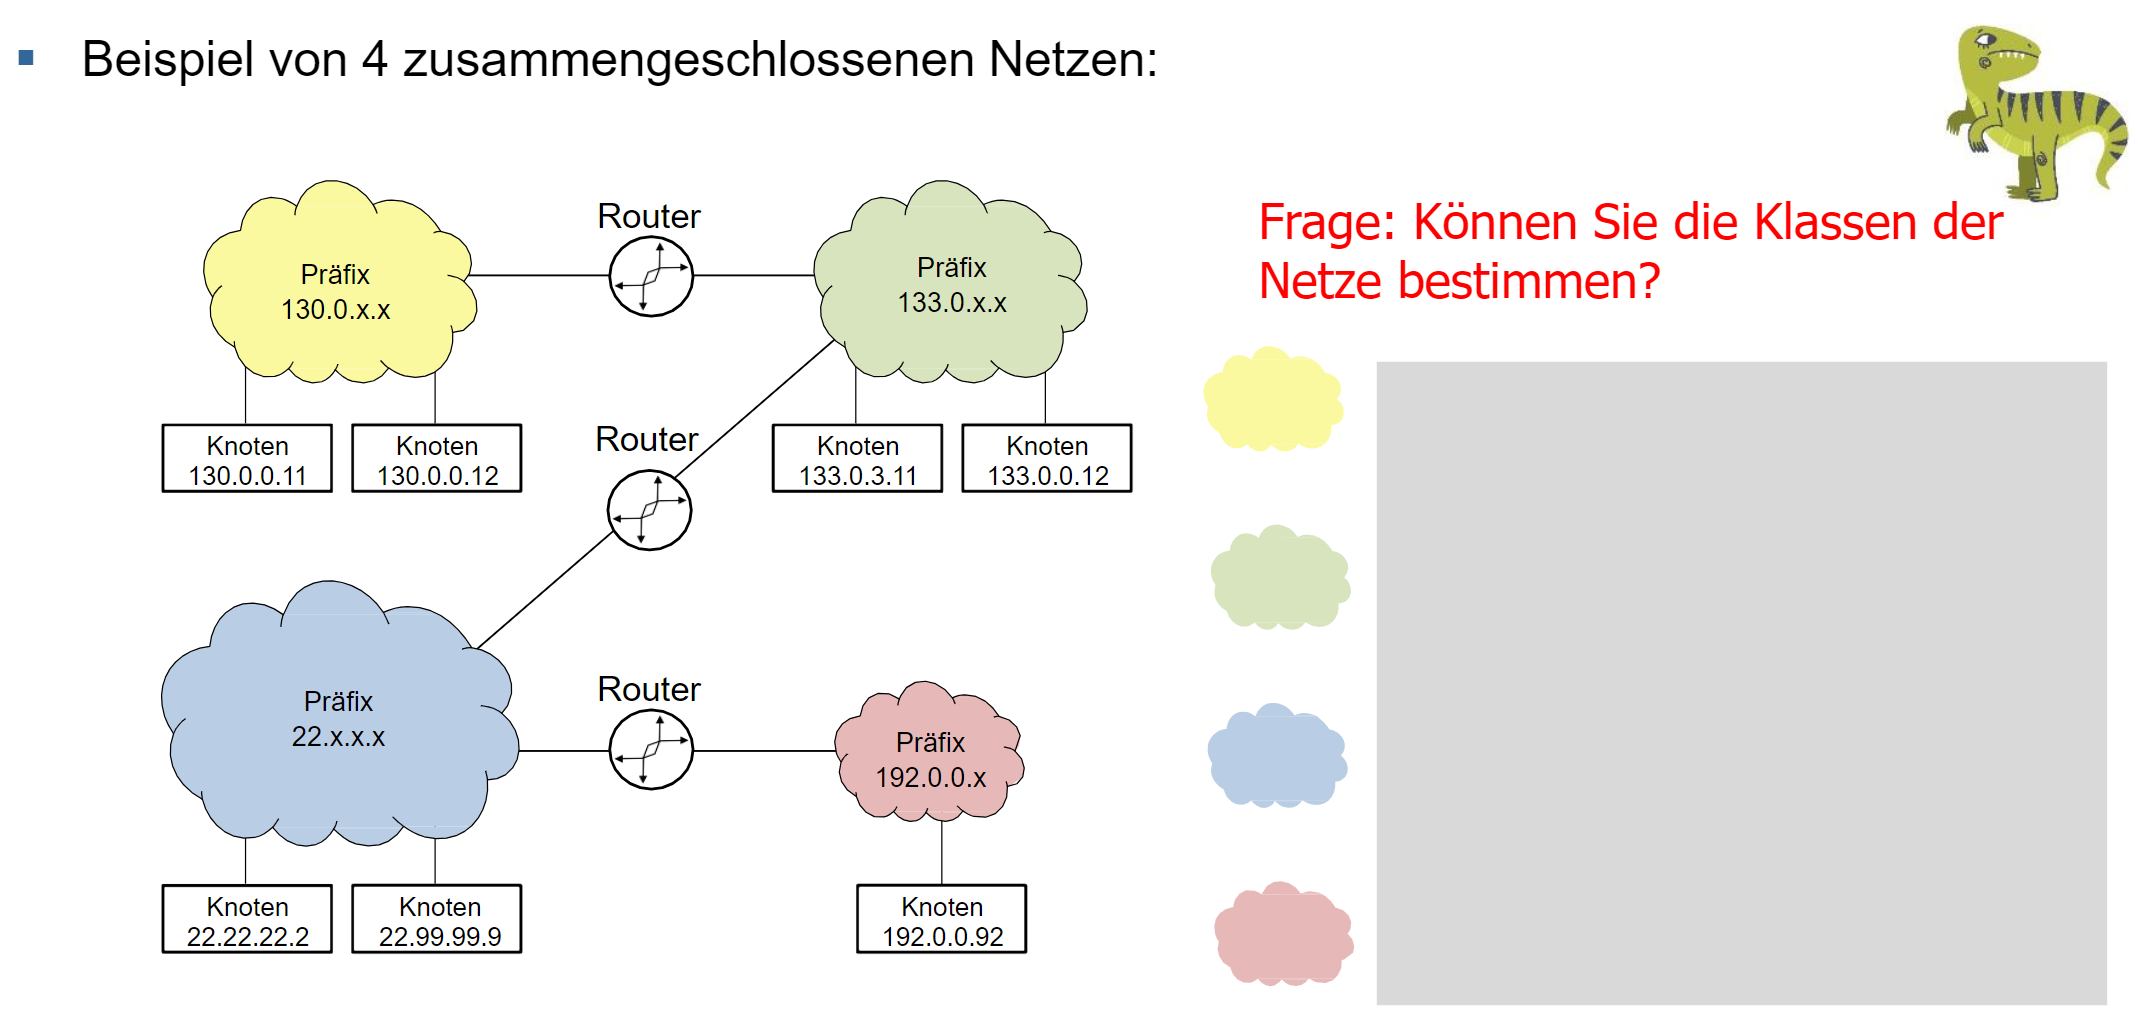 Beispiel von 4 zusammengeschlossenen Netzen:
Router
Präfix
130.0.x.x
Präfix
133.0.x.x
Frage: Können Sie die Klassen der
Netze bestimmen?
Knoten
130.0.0.11
Knoten
130.0.0.12
Router
Knoten
133.0.3.11
Knoten
133.0.0.12
Präfix
22.x.x.x
Router
Präfix
192.0.0.x
Knoten
22.22.22.2
Knoten
22.99.99.9
Knoten
192.0.0.92